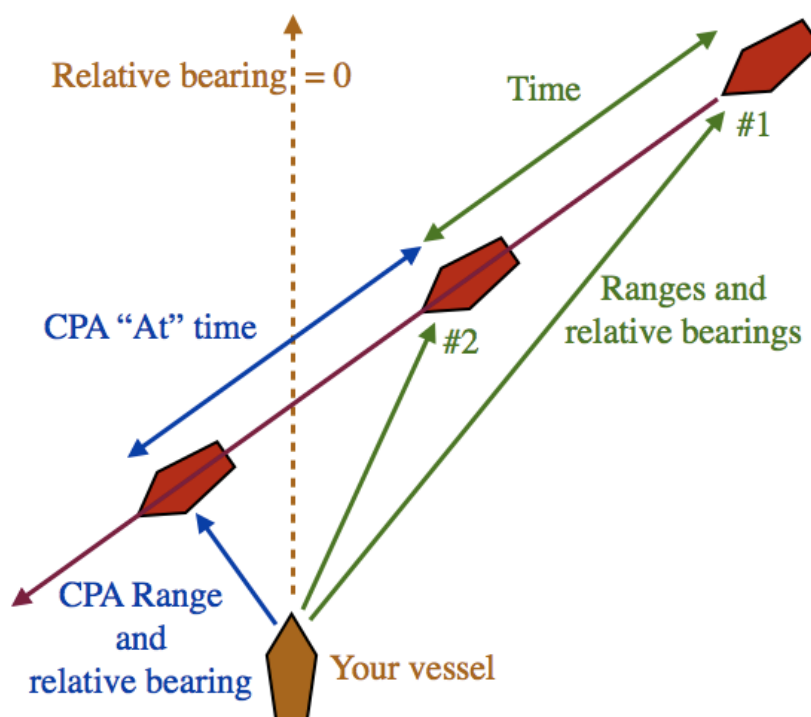 Relative bearing = 0
Time
#1
CPA “At” time
#2
Ranges and
relative bearings
CPA Range
and
relative bearing
Your vessel